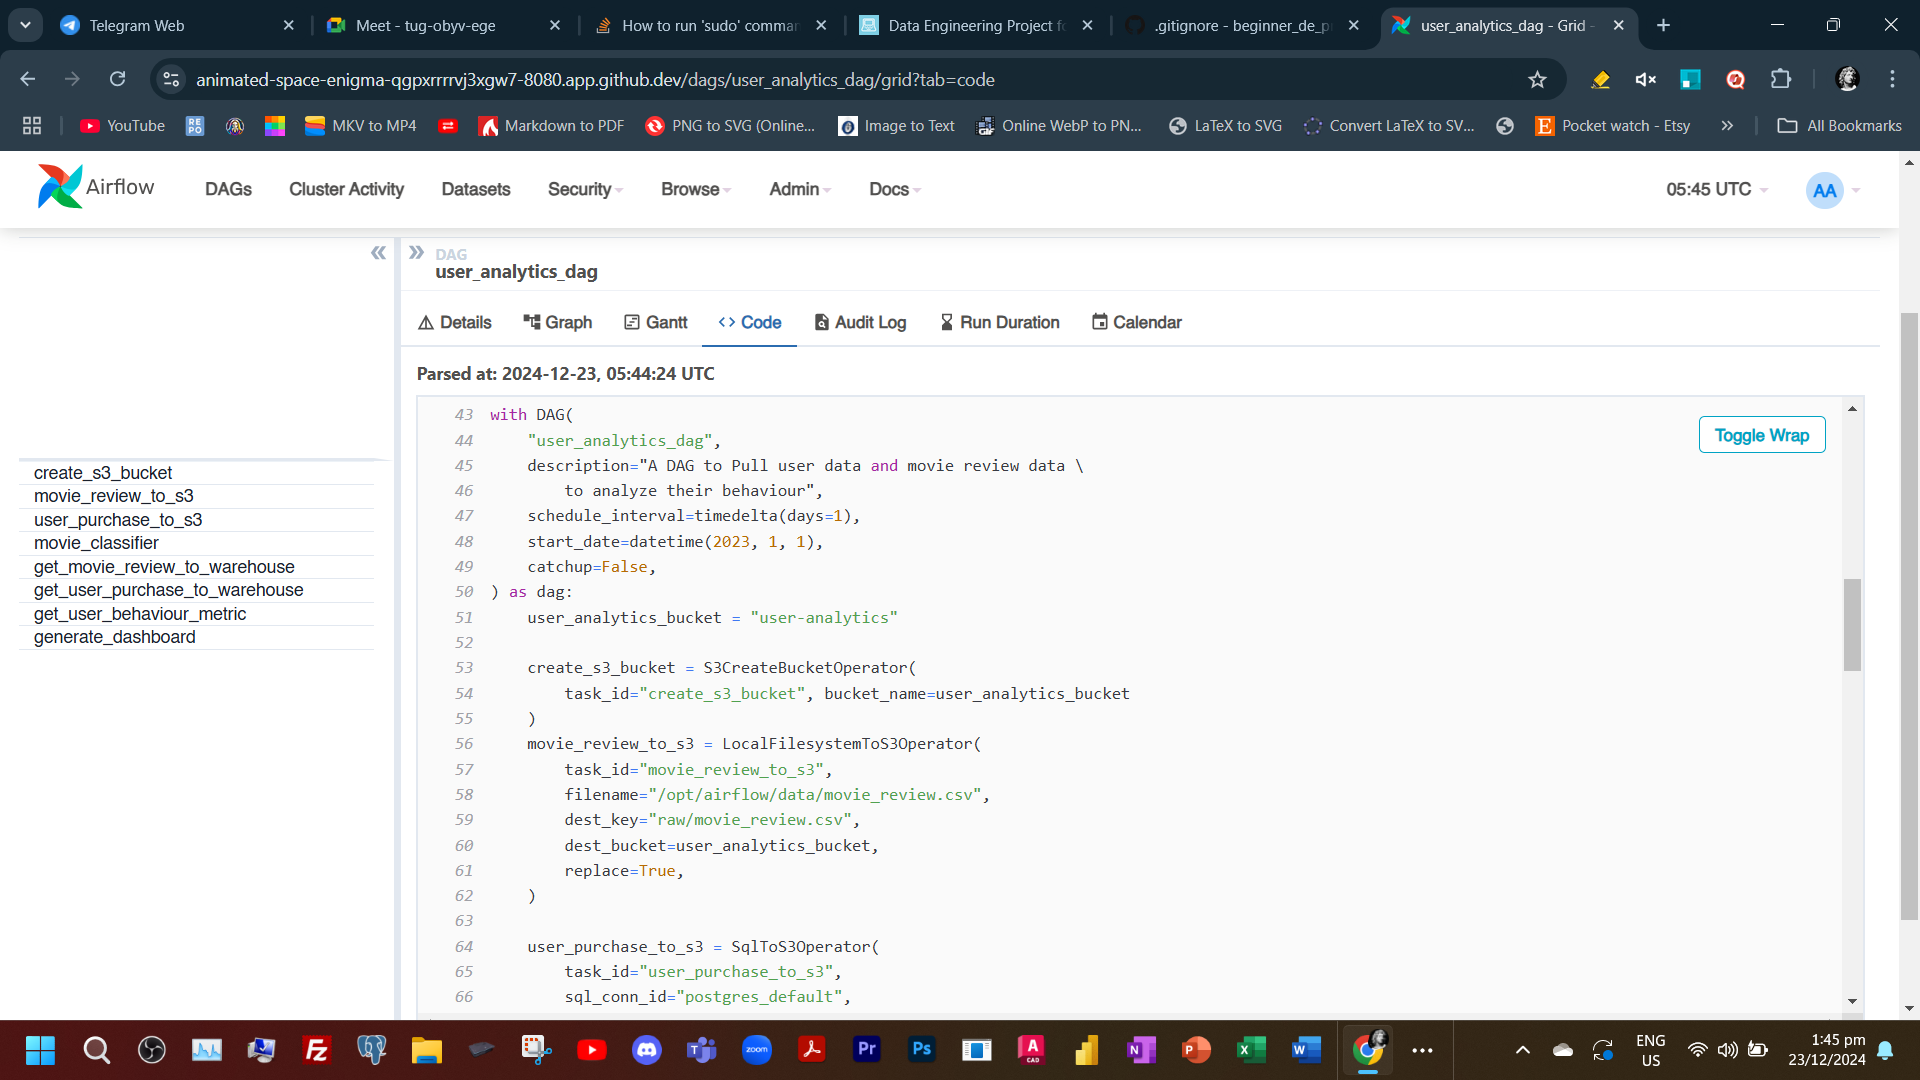 Telegram Web
Meet - tug-obyv-ege
How to run 'sudo' comma
Data Engineering Project fo
.gitignore - beginner_de_p
user_analytics_dag - Grid -
animated-space-enigma-qgpxrrrrvj3xgw7-8080.app.github.dev/dags/user_analytics_dag/grid?tab=code
YouTube
RE
PO
MKV to MP4
Markdown to PDF
PNG to SVG (Online...
Image to Text
Online WebP to PN...
LaTeX to SVG
Convert LaTeX to SV...
Pocket watch - Etsy
All Bookmarks
Airflow
DAGs
Cluster Activity
Datasets
Security
Browse
Admin
Docs
05:45 UTC
AA
create_s3_bucket
movie_review_to_s3
user_purchase_to_s3
movie_classifier
get_movie_review_to_warehouse
get_user_purchase_to_warehouse
get_user_behaviour_metric
generate_dashboard
DAG
user_analytics_dag
Details
Graph
Gantt
<> Code
Audit Log
Run Duration
Calendar
Parsed at: 2024-12-23, 05:44:24 UTC
Toggle Wrap
43 with DAG(
44     "user_analytics_dag",
45     description="A DAG to Pull user data and movie review data \
46         to analyze their behaviour",
47     schedule_interval=timedelta(days=1),
48     start_date=datetime(2023, 1, 1),
49     catchup=False,
50 ) as dag:
51     user_analytics_bucket = "user-analytics"
52
53     create_s3_bucket = S3CreateBucketOperator(
54         task_id="create_s3_bucket", bucket_name=user_analytics_bucket
55     )
56     movie_review_to_s3 = LocalFilesystemToS3Operator(
57         task_id="movie_review_to_s3",
58         filename="/opt/airflow/data/movie_review.csv",
59         dest_key="raw/movie_review.csv",
60         dest_bucket=user_analytics_bucket,
61         replace=True,
62     )
63
64     user_purchase_to_s3 = SqlToS3Operator(
65         task_id="user_purchase_to_s3",
66         sql_conn_id="postgres_default",
zoom
Pr
Ps
A
CAD
ENG
US
1:45 pm
23/12/2024